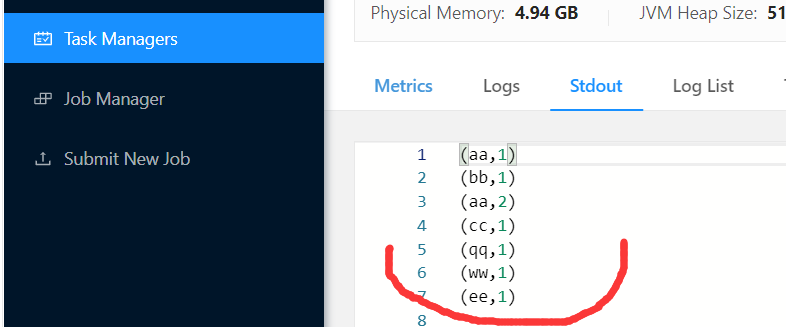 Physical Memory: 4.94 GB JVM Heap Size: 51
Task Managers
Metrics Logs Stdout Log List
Job Manager
Submit New Job
1 (aa,1)
2 (bb,1)
3 (aa,2)
4 (cc,1)
5 (qq,1)
6 (ww,1)
7 (ee,1)
8